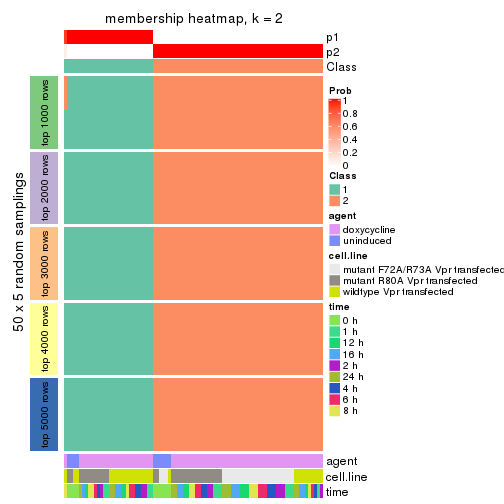 membership heatmap, k = 2
p1
p2
Class
50 x 5 random samplings
top 1000 rows
top 2000 rows
top 3000 rows
top 4000 rows
top 5000 rows
agent
cell.line
time
Prob
1
0.8
0.6
0.4
0.2
0
Class
1
2
agent
doxycycline
uninduced
cell.line
mutant F72A/R73A Vpr transfected
mutant R80A Vpr transfected
wildtype Vpr transfected
time
0 h
1 h
12 h
16 h
2 h
24 h
4 h
6 h
8 h